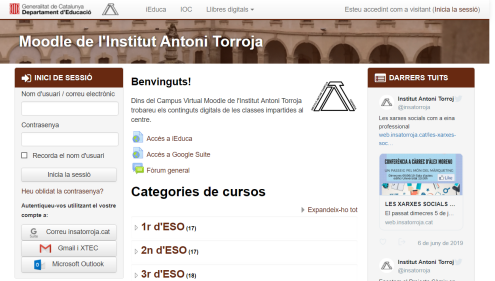 Generalitat de Catalunya
Departament d'Educació
iEduca
IOC
Llibres digitals
Esteu accedint com a visitant (Inicia la sessió)
Moodle de l'Institut Antoni Torroja
INICI DE SESSIÓ
Nom d'usuari / correu electrònic
Contrasenya
Recorda el nom d'usuari
Inicia la sessió
Heu oblidat la contrasenya?
Autentiqueu-vos utilitzant el vostre
compte a:
Correu insatorroja.cat
Gmail i XTEC
Microsoft Outlook
Benvinguts!
Dins del Campus Virtual Moodle de l'Institut Antoni Torroja
trobareu els continguts digitals de les classes impartides al
centre.
Accés a iEduca
Accés a Google Suite
Fòrum general
Categories de cursos
Expandeix-ho tot
1r d'ESO (17)
2n d'ESO (17)
3r d'ESO (18)
DARRERS TUITS
Institut Antoni Torroj
@insatorroja
Les xarxes socials com a eina
professional
web.insatorroja.cat/les-xarxes-
soc…
CONFERÈNCIA A CÀRREC D'ÀLEX MORENO
LES XARXES SOCIALS ...
El passat dimecres 5 de j...
web.insatorroja.cat
6 de juny de 2019
Institut Antoni Torroj
@insatorroja